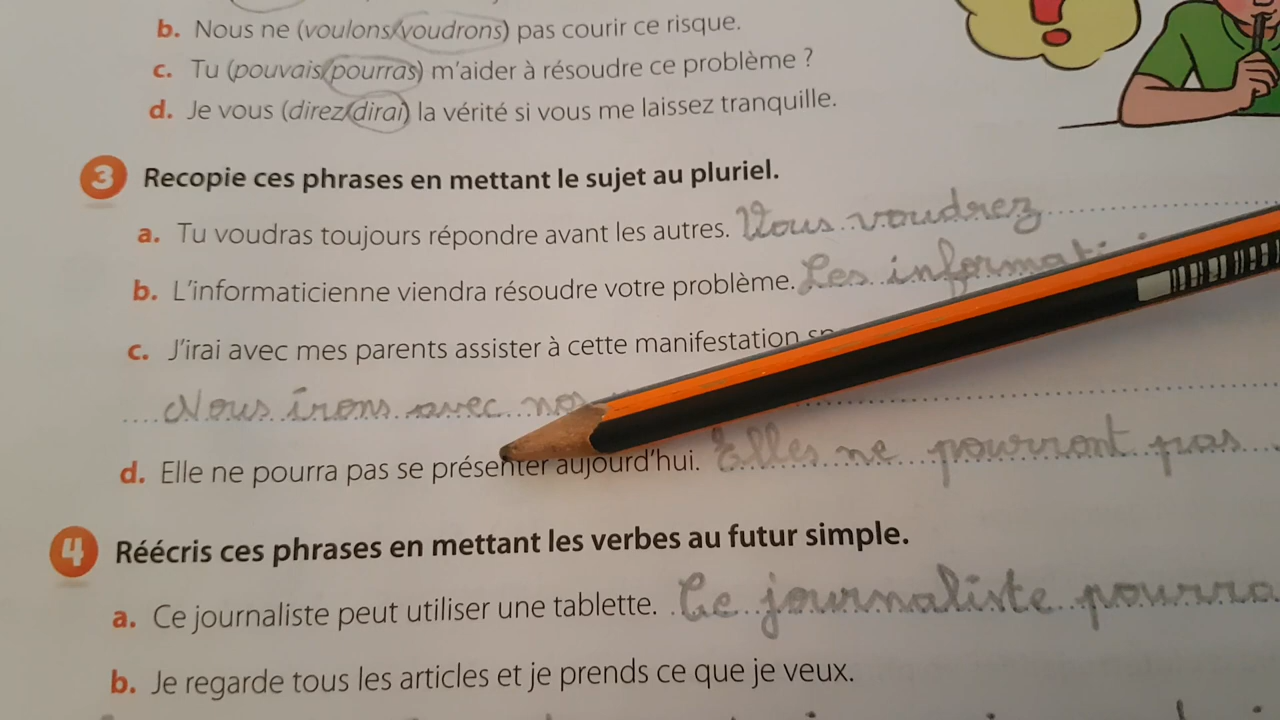 b. Nous ne (voulons/voudrons) pas courir ce risque.
c. Tu (pouvais/pourras) m'aider à résoudre ce problème ?
d. Je vous (direz/dirai) la vérité si vous me laissez tranquille.
3 Recopie ces phrases en mettant le sujet au pluriel.
a. Tu voudras toujours répondre avant les autres. Vous voudrez
b. L'informaticienne viendra résoudre votre problème. Les informati
c. J'irai avec mes parents assister à cette manifestation
Nous irons avec nos
d. Elle ne pourra pas se présenter aujourd'hui. Elles ne pourront pas
4 Réécris ces phrases en mettant les verbes au futur simple.
a. Ce journaliste peut utiliser une tablette. Ce journaliste pourra
b. Je regarde tous les articles et je prends ce que je veux.